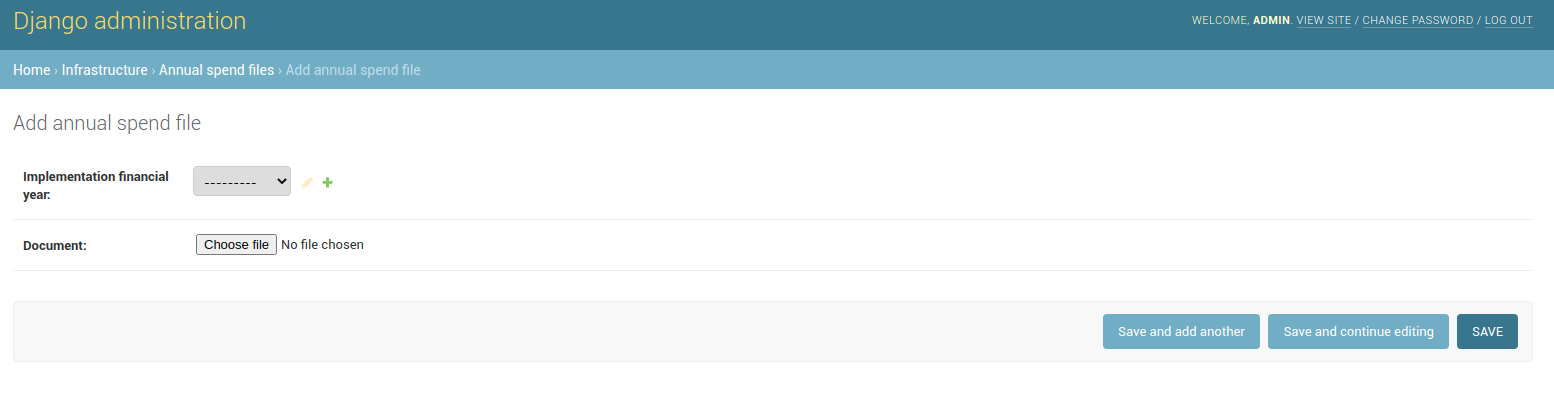 Django administration
WELCOME, ADMIN. VIEW SITE / CHANGE PASSWORD / LOG OUT
Home › Infrastructure › Annual spend files › Add annual spend file
Add annual spend file
Implementation financial
year:
---------
Document:
Choose file No file chosen
Save and add another
Save and continue editing
SAVE